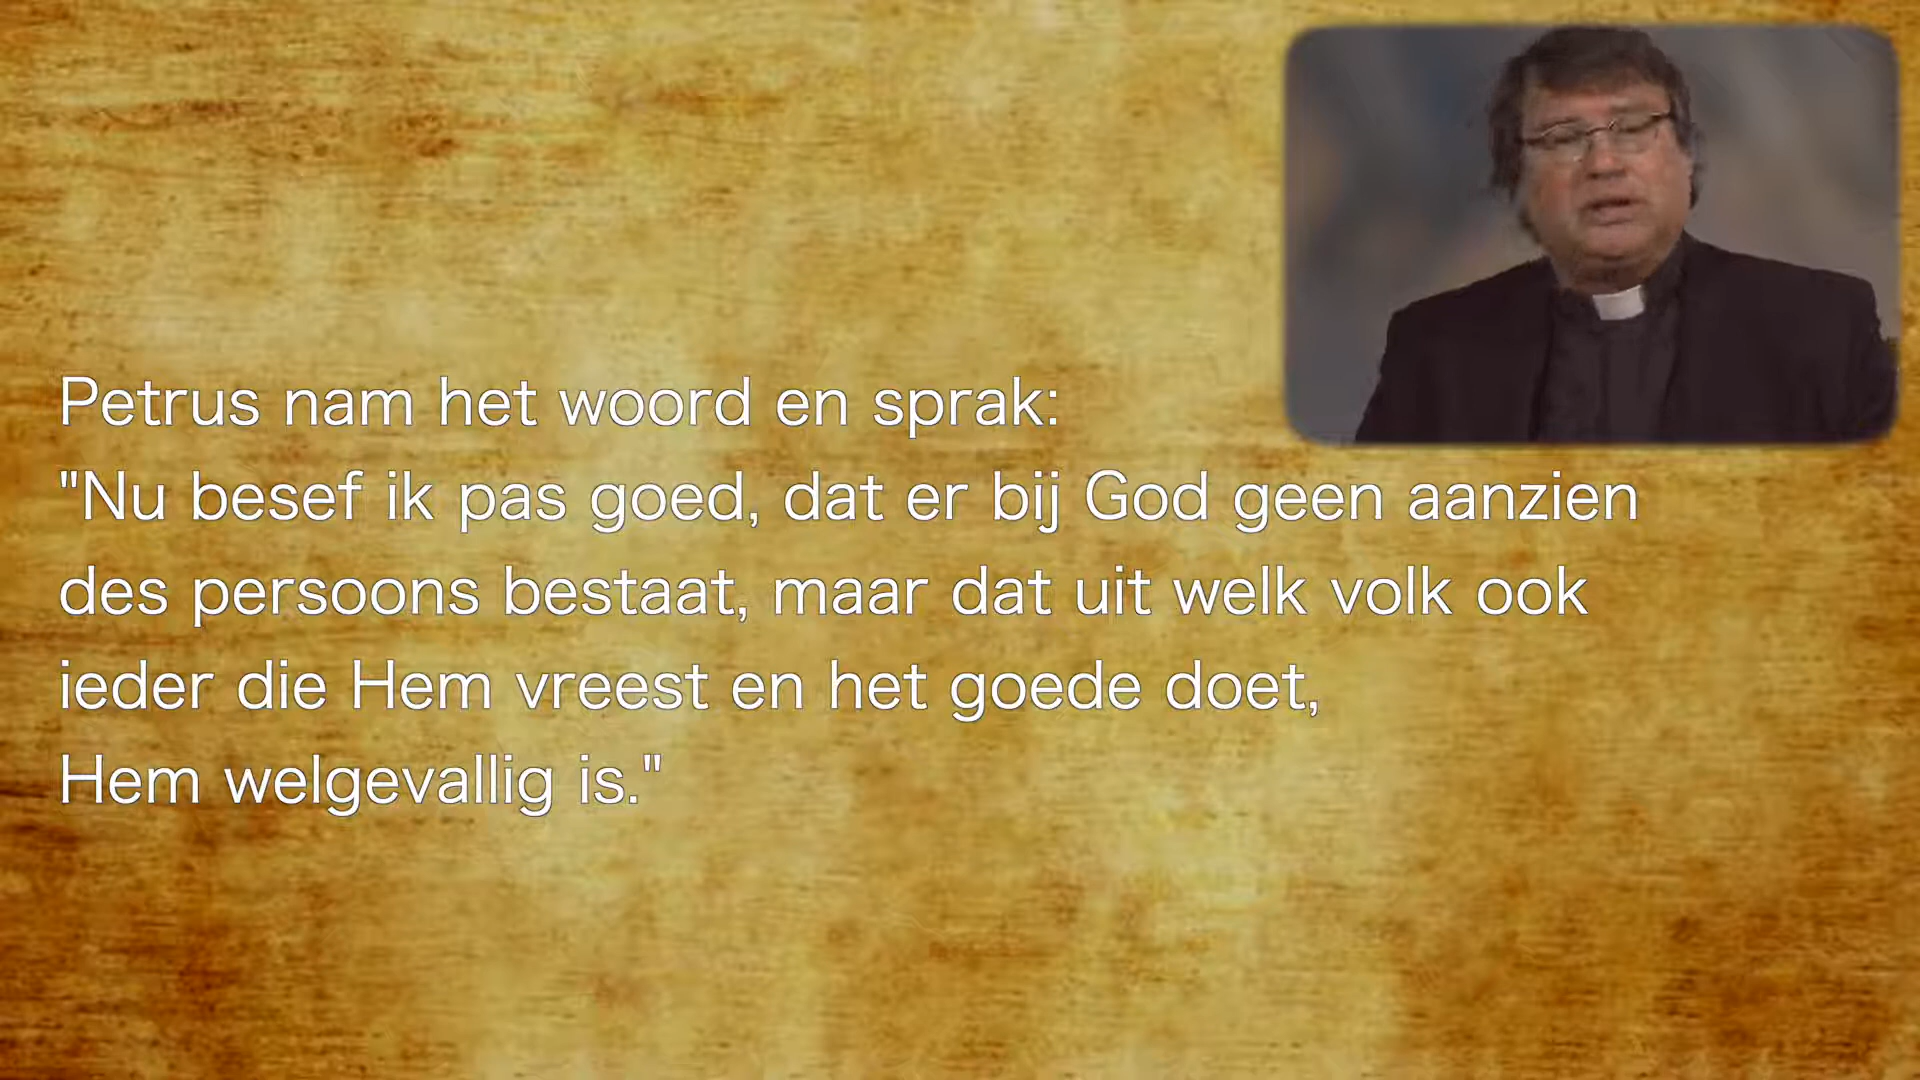 Petrus nam het woord en sprak:
"Nu besef ik pas goed, dat er bij God geen aanzien
des persoons bestaat, maar dat uit welk volk ook
ieder die Hem vreest en het goede doet,
Hem welgevallig is."